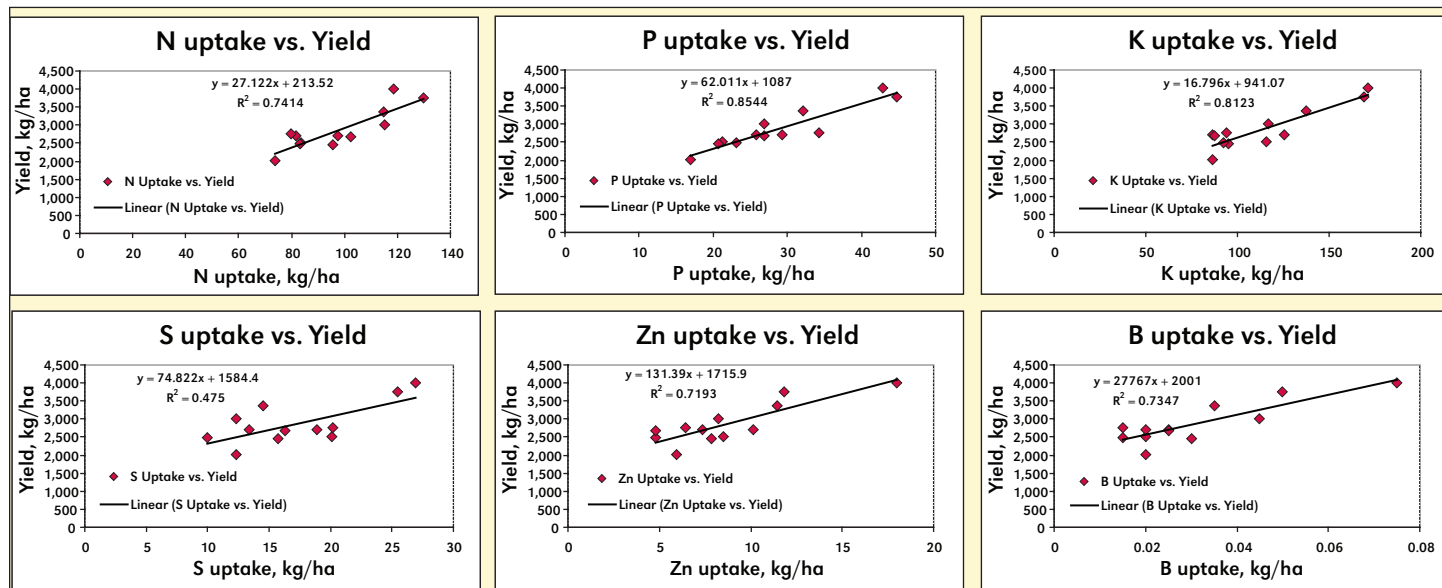 N uptake vs. Yield
Yield, kg/ha
4,500
4,000
3,500
3,000
2,500
2,000
1,500
1,000
500
0
y = 27.122x + 213.52
R² = 0.7414
N Uptake vs. Yield
Linear (N Uptake vs. Yield)
0 20 40 60 80 100 120 140
N uptake, kg/ha
P uptake vs. Yield
Yield, kg/ha
4,500
4,000
3,500
3,000
2,500
2,000
1,500
1,000
500
0
y = 62.011x + 1087
R² = 0.8544
P Uptake vs. Yield
Linear (P Uptake vs. Yield)
0 10 20 30 40 50
P uptake, kg/ha
K uptake vs. Yield
Yield, kg/ha
4,500
4,000
3,500
3,000
2,500
2,000
1,500
1,000
500
0
y = 16.796x + 941.07
R² = 0.8123
K Uptake vs. Yield
Linear (K Uptake vs. Yield)
0 50 100 150 200
K uptake, kg/ha
S uptake vs. Yield
Yield, kg/ha
4,500
4,000
3,500
3,000
2,500
2,000
1,500
1,000
500
0
y = 74.822x + 1584.4
R² = 0.475
S Uptake vs. Yield
Linear (S Uptake vs. Yield)
0 5 10 15 20 25 30
S uptake, kg/ha
Zn uptake vs. Yield
Yield, kg/ha
4,500
4,000
3,500
3,000
2,500
2,000
1,500
1,000
500
0
y = 131.39x + 1715.9
R² = 0.7193
Zn Uptake vs. Yield
Linear (Zn Uptake vs. Yield)
0 5 10 15 20
Zn uptake, kg/ha
B uptake vs. Yield
Yield, kg/ha
4,500
4,000
3,500
3,000
2,500
2,000
1,500
1,000
500
0
y = 27767x + 2001
R² = 0.7347
B Uptake vs. Yield
Linear (B Uptake vs. Yield)
0 0.02 0.04 0.06 0.08
B uptake, kg/ha